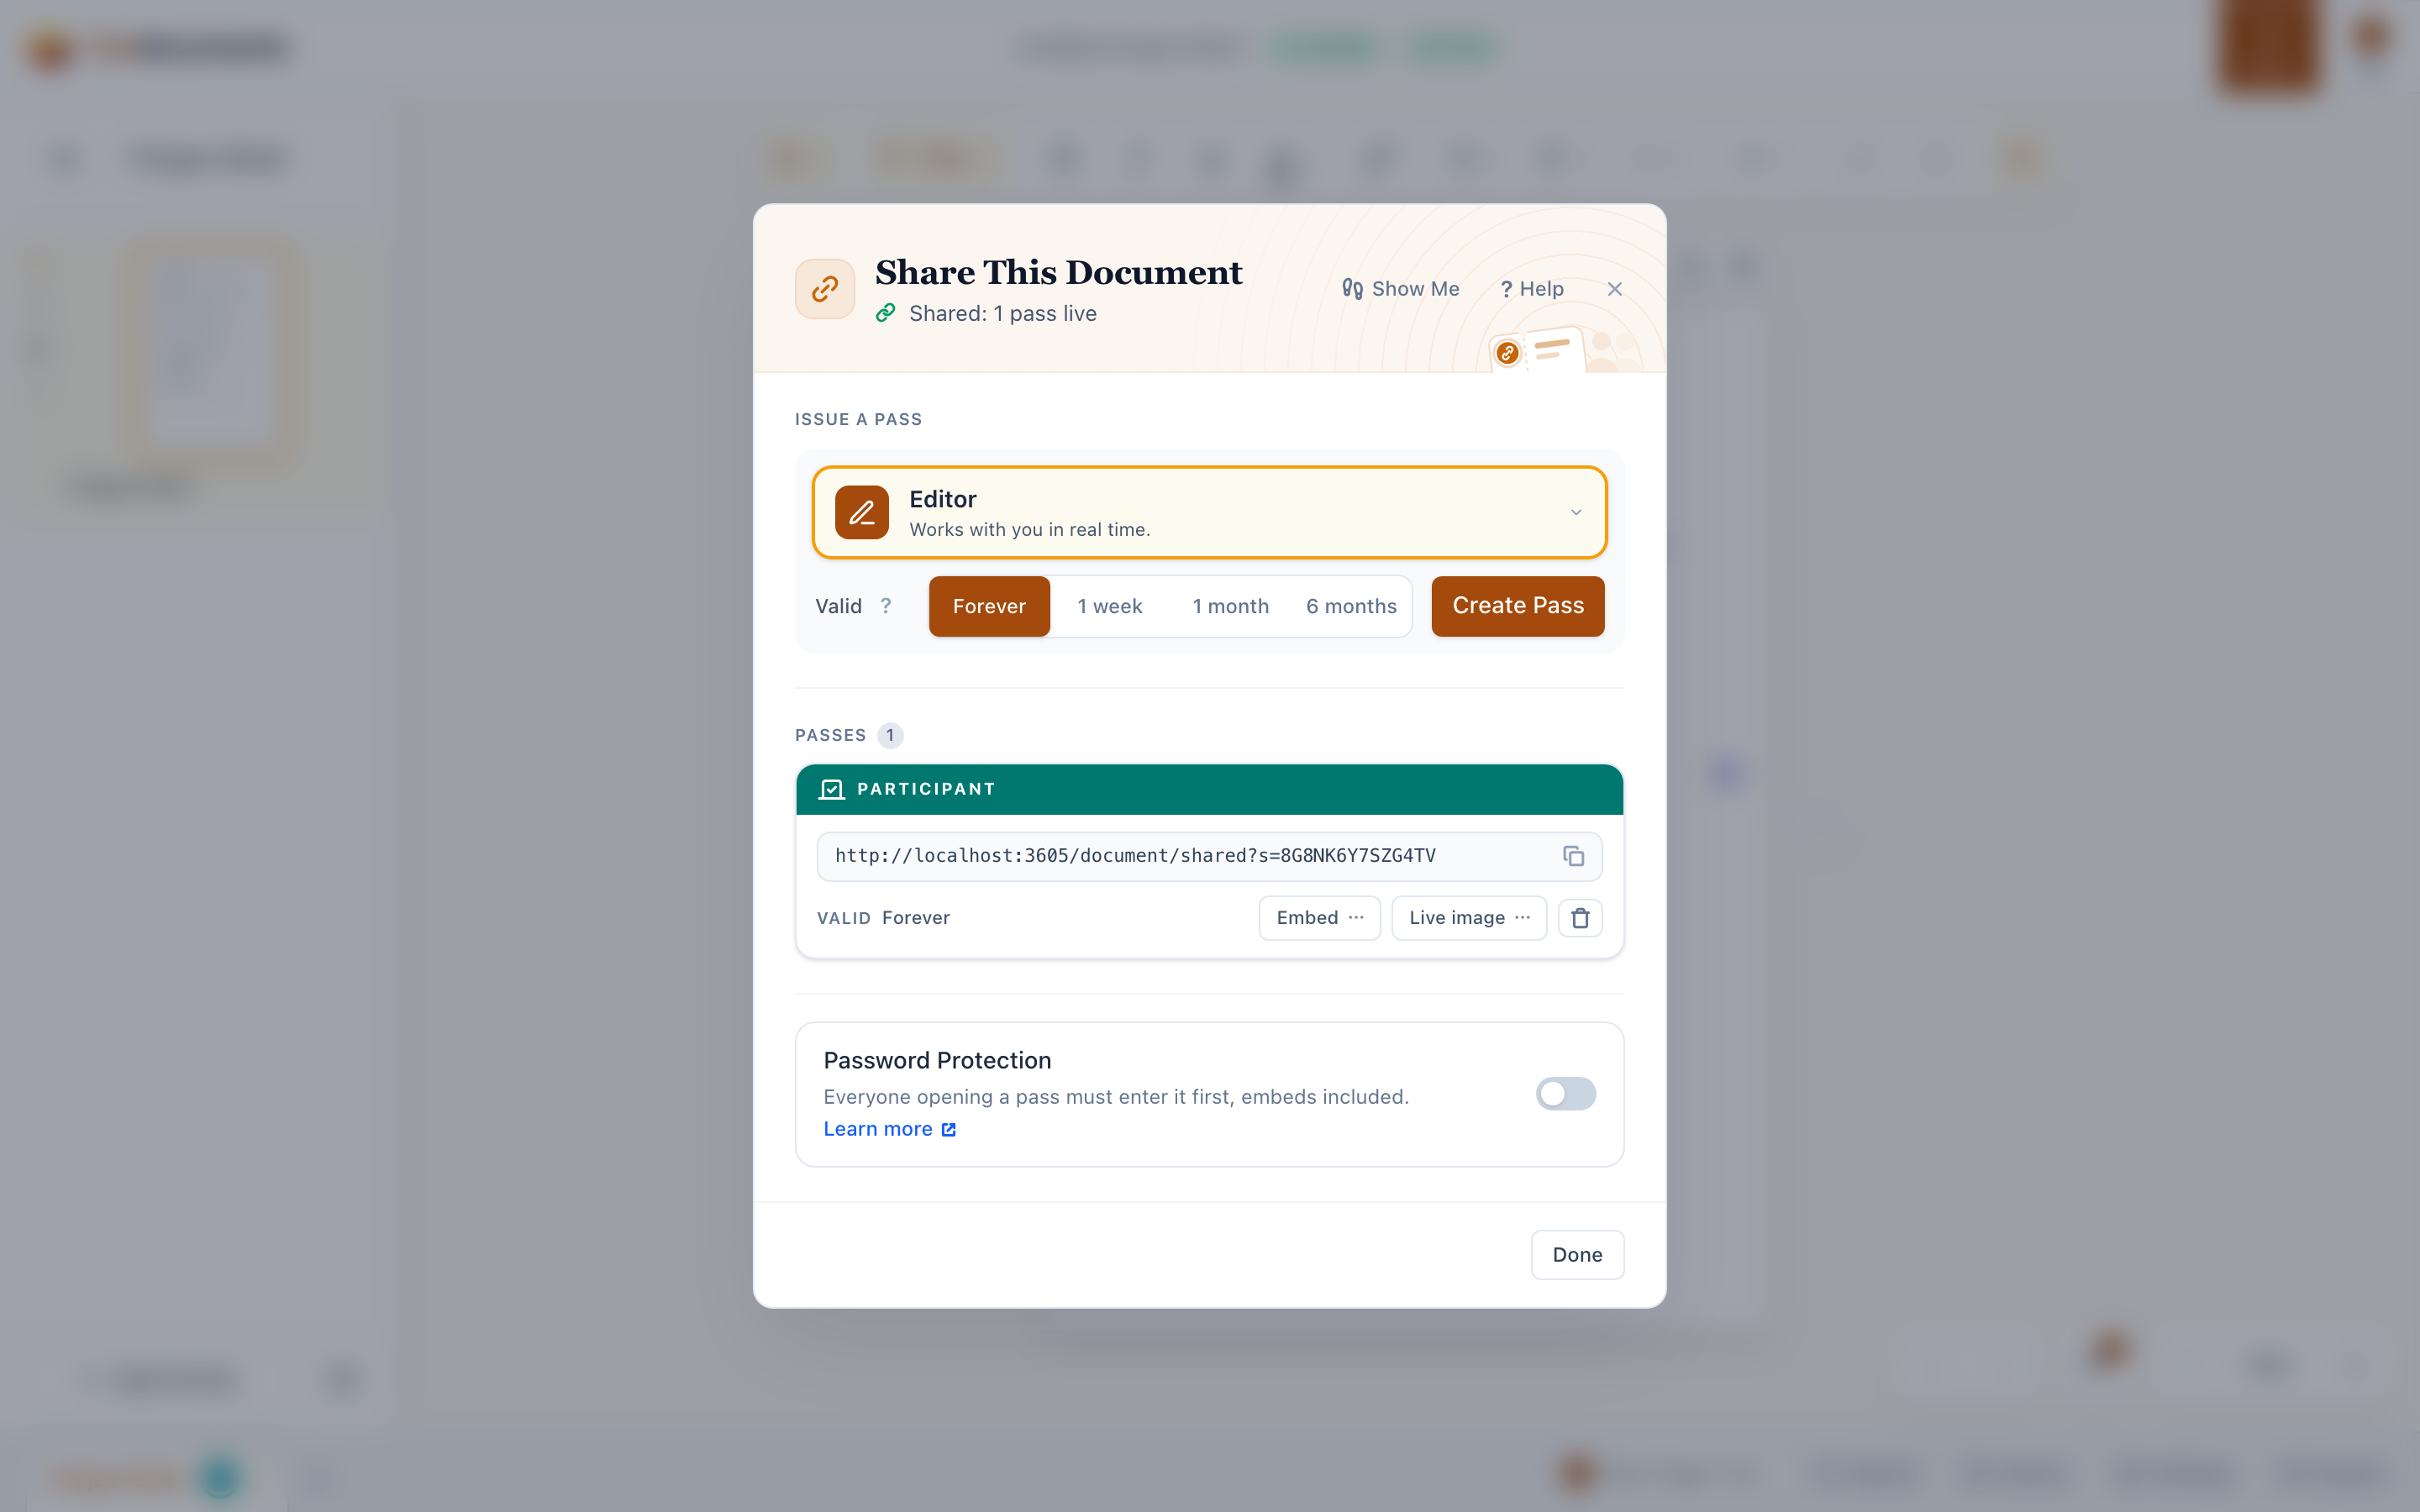 Share This Document
Shared: 1 pass live
Show Me
? Help
ISSUE A PASS
Editor
Works with you in real time.
Valid ?
Forever
1 week
1 month
6 months
Create Pass
PASSES 1
PARTICIPANT
http://localhost:3605/document/shared?s=8G8NK6Y7SZG4TV
VALID Forever
Embed ···
Live image ···
Password Protection
Everyone opening a pass must enter it first, embeds included.
Learn more
Done